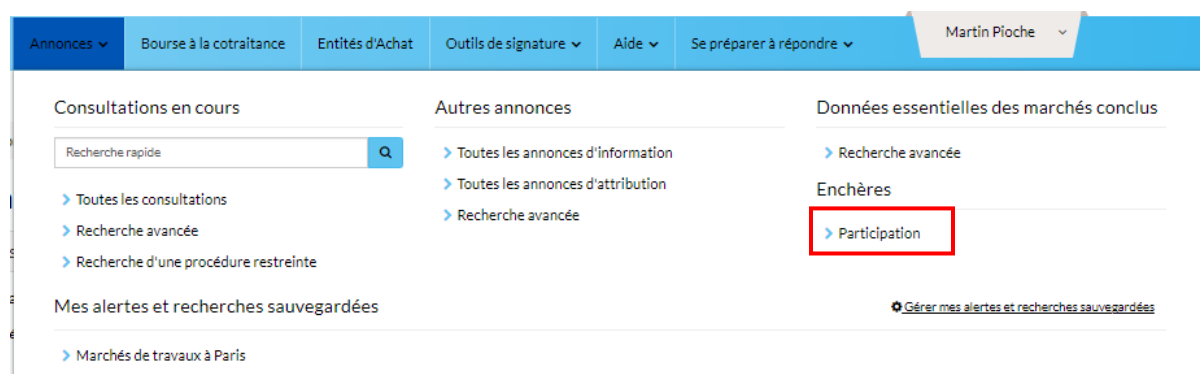 Annonces
Bourse à la cotraitance
Entités d'Achat
Outils de signature
Aide
Se préparer à répondre
Martin Pioche
Consultations en cours
Recherche rapide
Toutes les consultations
Recherche avancée
Recherche d'une procédure restreinte
Autres annonces
Toutes les annonces d'information
Toutes les annonces d'attribution
Recherche avancée
Données essentielles des marchés conclus
Recherche avancée
Enchères
Participation
Mes alertes et recherches sauvegardées
Gérer mes alertes et recherches sauvegardées
Marchés de travaux à Paris